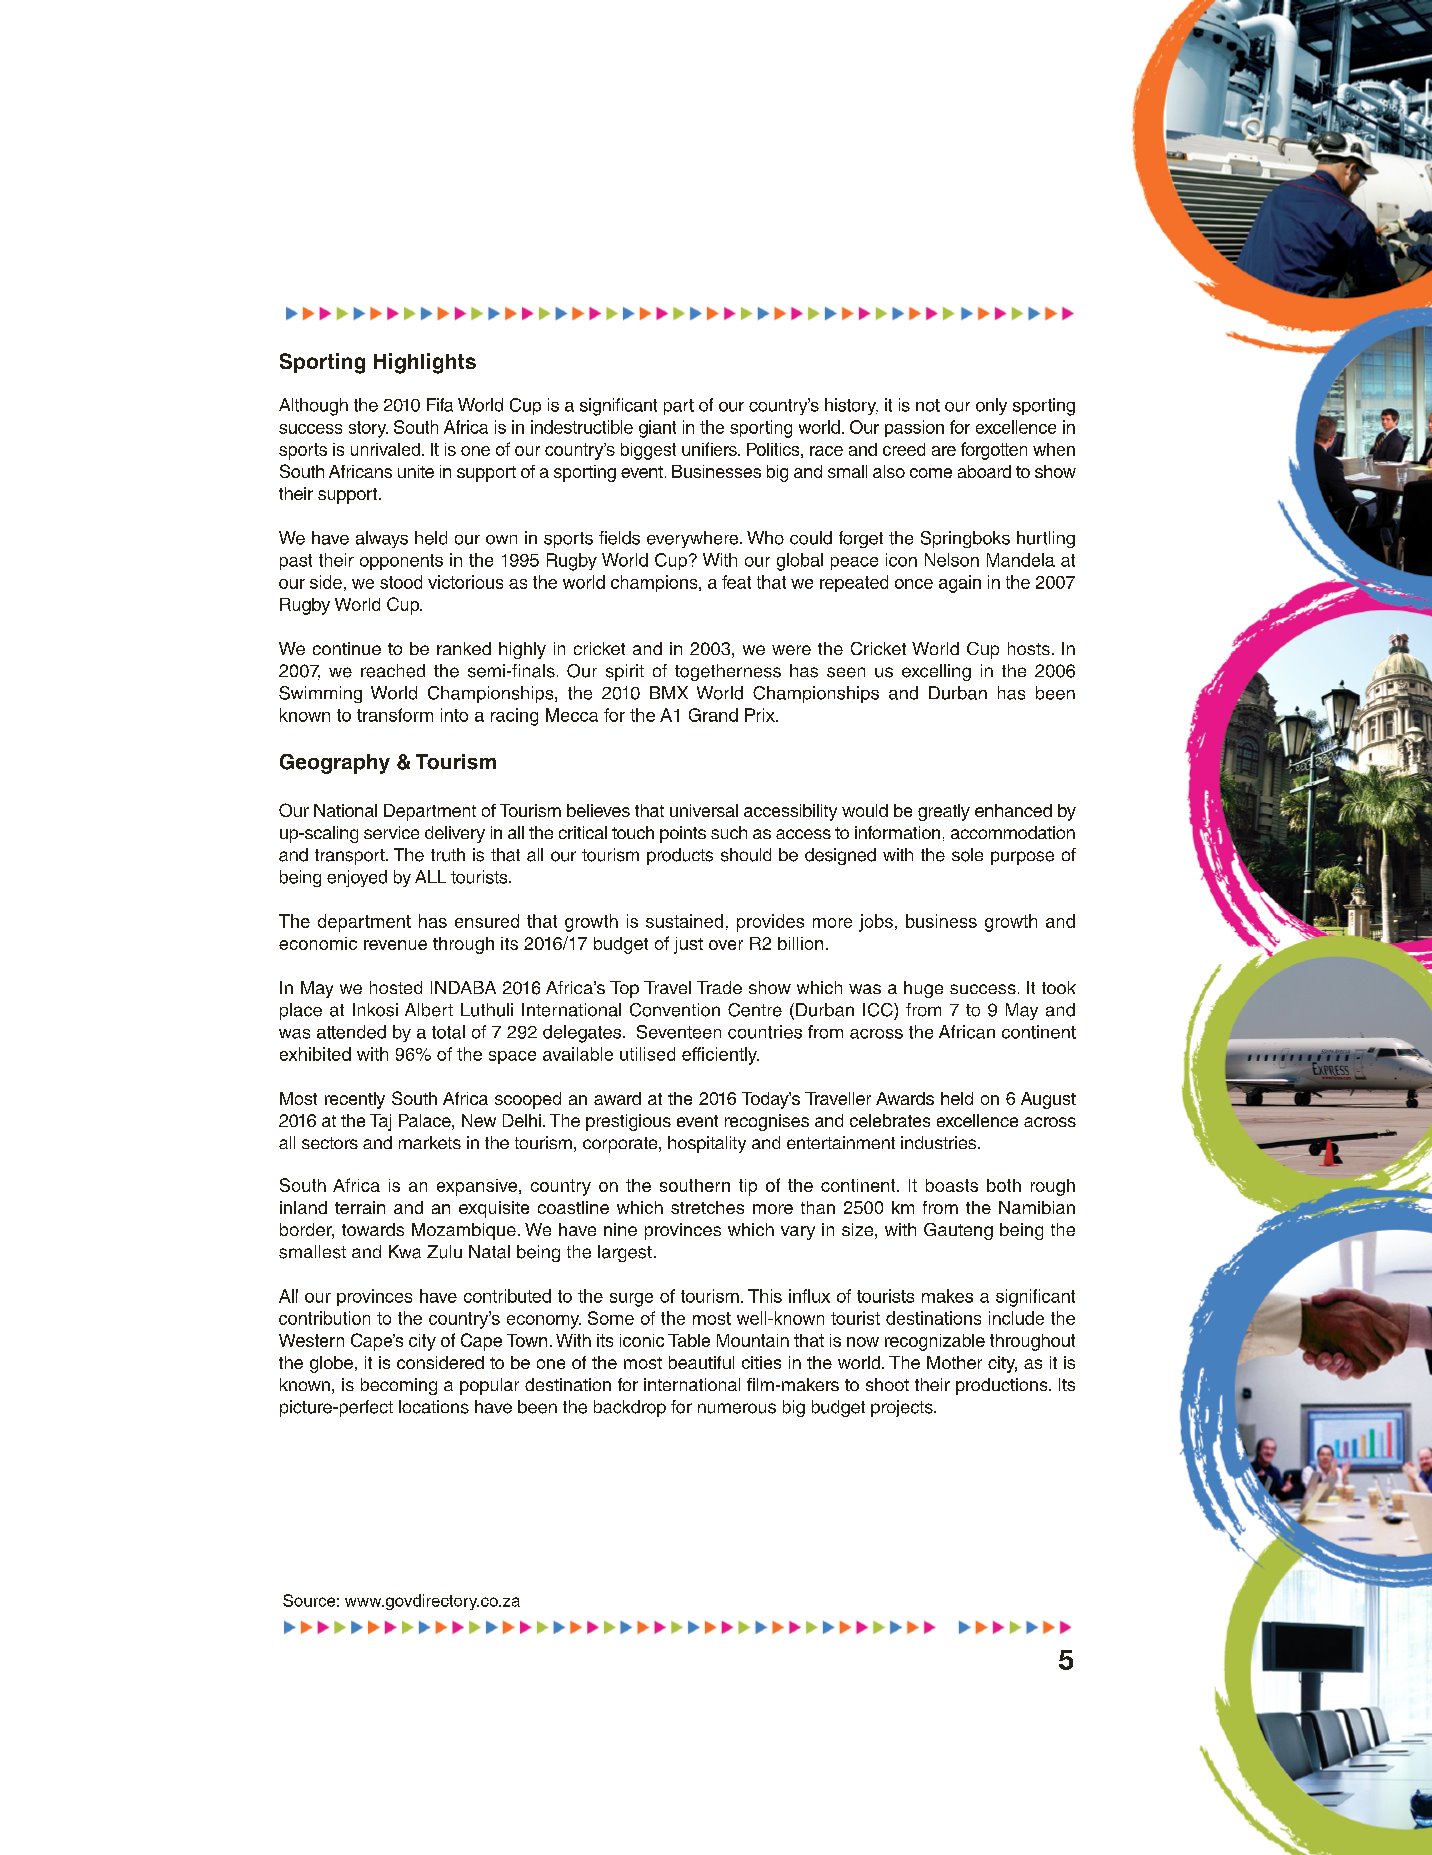 Sporting Highlights
Although the 2010 Fifa World Cup is a significant part of our country's history, it is not our only sporting
success story. South Africa is in indestructible giant in the sporting world. Our passion for excellence in
sports is unrivaled. It is one of our country's biggest unifiers. Politics, race and creed are forgotten when
South Africans unite in support of a sporting event. Businesses big and small also come aboard to show
their support.
We have always held our own in sports fields everywhere. Who could forget the Springboks hurtling
past their opponents in the 1995 Rugby World Cup? With our global peace icon Nelson Mandela at
our side, we stood victorious as the world champions, a feat that we repeated once again in the 2007
Rugby World Cup.
We continue to be ranked highly in cricket and in 2003, we were the Cricket World Cup hosts. In
2007, we reached the semi-finals. Our spirit of togetherness has seen us excelling in the 2006
Swimming World Championships, the 2010 BMX World Championships and Durban has been
known to transform into a racing Mecca for the A1 Grand Prix.
Geography & Tourism
Our National Department of Tourism believes that universal accessibility would be greatly enhanced by
up-scaling service delivery in all the critical touch points such as access to information, accommodation
and transport. The truth is that all our tourism products should be designed with the sole purpose of
being enjoyed by ALL tourists.
The department has ensured that growth is sustained, provides more jobs, business growth and
economic revenue through its 2016/17 budget of just over R2 billion.
In May we hosted INDABA 2016 Africa's Top Travel Trade show which was a huge success. It took
place at Inkosi Albert Luthuli International Convention Centre (Durban ICC) from 7 to 9 May and
was attended by a total of 7 292 delegates. Seventeen countries from across the African continent
exhibited with 96% of the space available utilised efficiently.
Most recently South Africa scooped an award at the 2016 Today's Traveller Awards held on 6 August
2016 at the Taj Palace, New Delhi. The prestigious event recognises and celebrates excellence across
all sectors and markets in the tourism, corporate, hospitality and entertainment industries.
South Africa is an expansive, country on the southern tip of the continent. It boasts both rough
inland terrain and an exquisite coastline which stretches more than 2500 km from the Namibian
border, towards Mozambique. We have nine provinces which vary in size, with Gauteng being the
smallest and Kwa Zulu Natal being the largest.
All our provinces have contributed to the surge of tourism. This influx of tourists makes a significant
contribution to the country's economy. Some of the most well-known tourist destinations include the
Western Cape's city of Cape Town. With its iconic Table Mountain that is now recognizable throughout
the globe, it is considered to be one of the most beautiful cities in the world. The Mother city, as it is
known, is becoming a popular destination for international film-makers to shoot their productions. Its
picture-perfect locations have been the backdrop for numerous big budget projects.
EXPRESS
Source: www.govdirectory.co.za
5